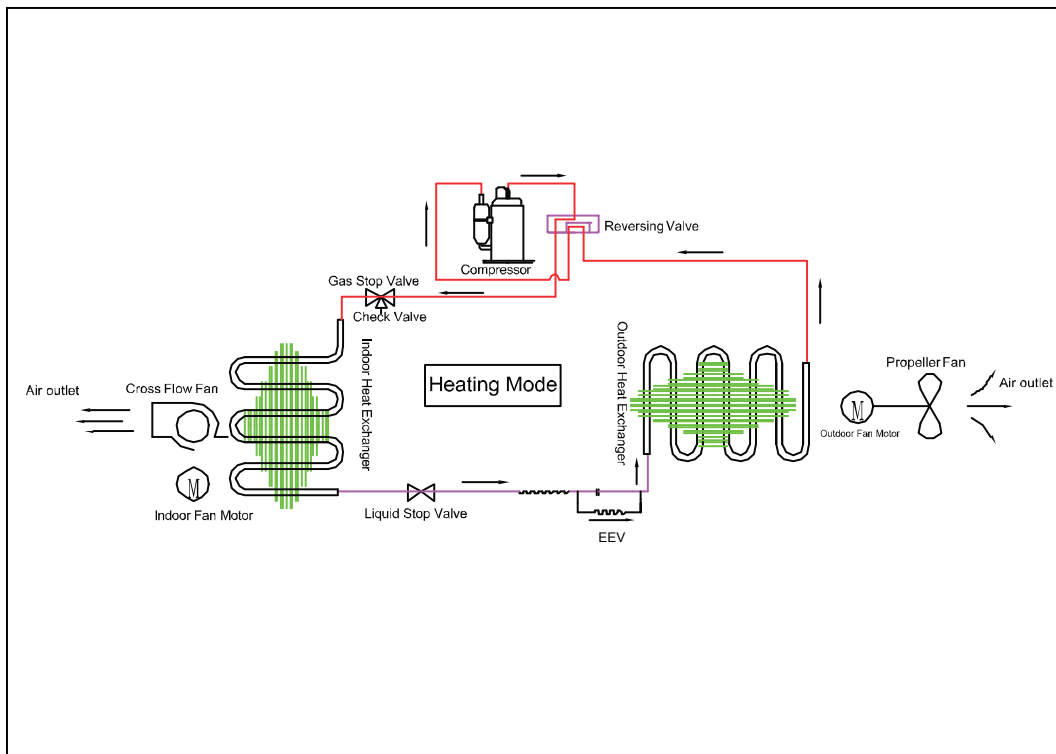 Reversing Valve
Compressor
Gas Stop Valve
Check Valve
Indoor Heat Exchanger
Outdoor Heat Exchanger
Heating Mode
Propeller Fan
Air outlet
Cross Flow Fan
Air outlet
M
Outdoor Fan Motor
M
Indoor Fan Motor
Liquid Stop Valve
EEV